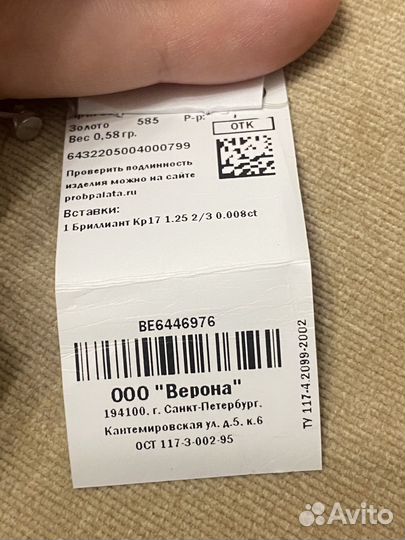 Золото 585 Р-р:
Вес 0,58гр.
ОТК
6432205004000799
Проверить подлинность
изделия можно на сайте
probpalata.ru
Вставки:
1 Бриллиант Кр17 1.25 2/3 0.008ct
BE6446976
ООО "Верона"
194100, г. Санкт-Петербург,
Кантемировская ул. д.5, к.6
ОСТ 117-3-002-95
ТУ 117-4.2099-2002
Avito